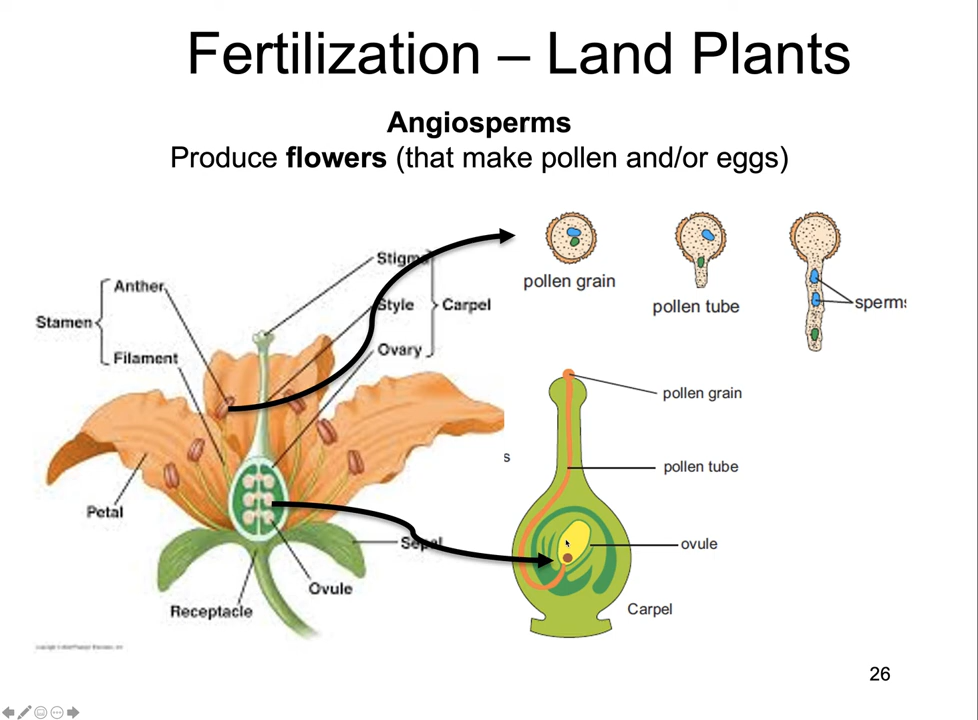 Fertilization – Land Plants
Angiosperms
Produce flowers (that make pollen and/or eggs)
Stigma
Anther
Style
Carpel
Stamen
Ovary
Filament
Petal
Sepal
Ovule
Receptacle
pollen grain
pollen tube
sperms
pollen grain
s
pollen tube
ovule
Carpel
26